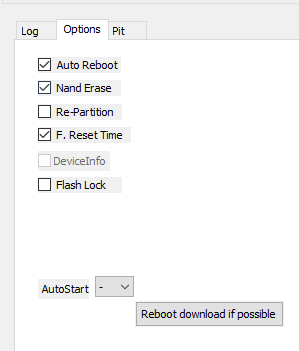 Log Options Pit
Auto Reboot
Nand Erase
Re-Partition
F. Reset Time
DeviceInfo
Flash Lock
AutoStart -
Reboot download if possible